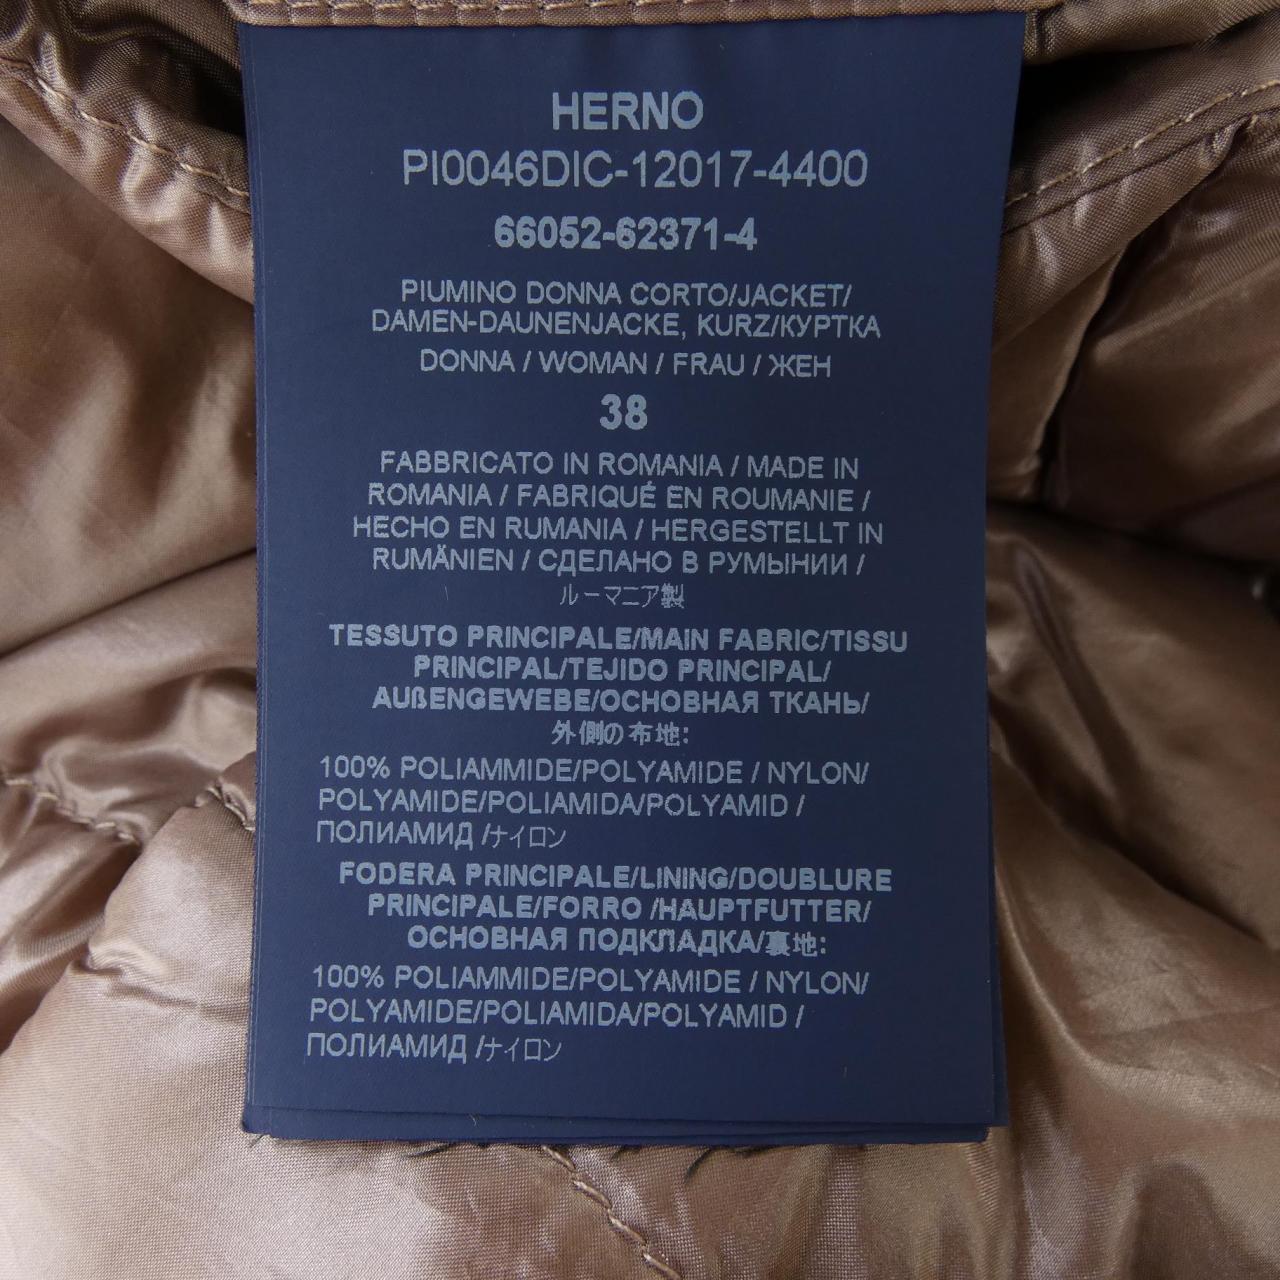 HERNO
PI0046DIC-12017-4400
66052-62371-4
PIUMINO DONNA CORTO/JACKET/
DAMEN-DAUNENJACKE, KURZ/КУРТКА
DONNA / WOMAN / FRAU / ЖЕН
38
FABBRICATO IN ROMANIA / MADE IN
ROMANIA / FABRIQUÉ EN ROUMANIE /
HECHO EN RUMANIA / HERGESTELLT IN
RUMÄNIEN / СДЕЛАНО В РУМЫНИИ /
ルーマニア製
TESSUTO PRINCIPALE/MAIN FABRIC/TISSU
PRINCIPAL/TEJIDO PRINCIPAL/
AUßENGEWEBE/ОСНОВНАЯ ТКАНЬ/
外側の布地:
100% POLIAMMIDE/POLYAMIDE / NYLON/
POLYAMIDE/POLIAMIDA/POLYAMID /
ПОЛИАМИД /ナイロン
FODERA PRINCIPALE/LINING/DOUBLURE
PRINCIPALE/FORRO /HAUPTFUTTER/
ОСНОВНАЯ ПОДКЛАДКА/裏地:
100% POLIAMMIDE/POLYAMIDE / NYLON/
POLYAMIDE/POLIAMIDA/POLYAMID /
ПОЛИАМИД /ナイロン